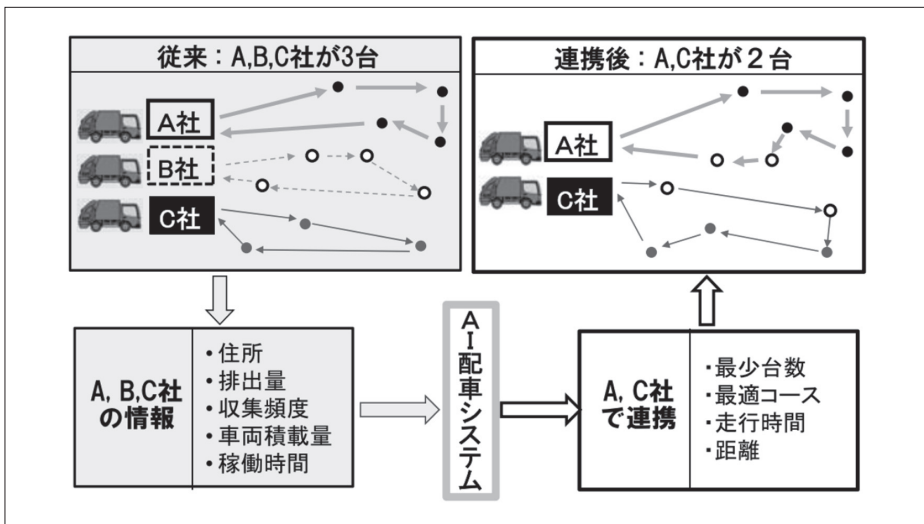 従来：A,B,C社が3台
A社
B社
C社
連携後：A,C社が２台
A社
C社
A, B,C社
の情報
・住所
・排出量
・収集頻度
・車両積載量
・稼働時間
AI配車システム
A, C社
で連携
・最少台数
・最適コース
・走行時間
・距離